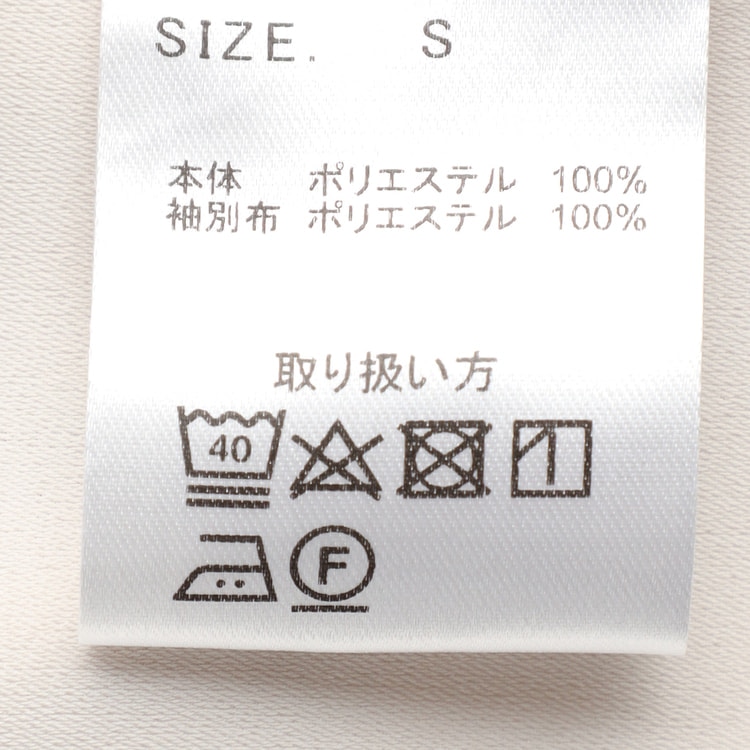 SIZE. S
本体 ポリエステル 100%
袖別布 ポリエステル 100%
取り扱い方
40
F